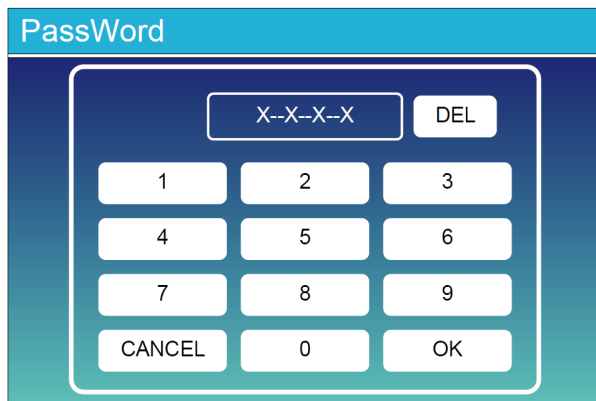 PassWord
X--X--X--X DEL
1 2 3
4 5 6
7 8 9
CANCEL 0 OK